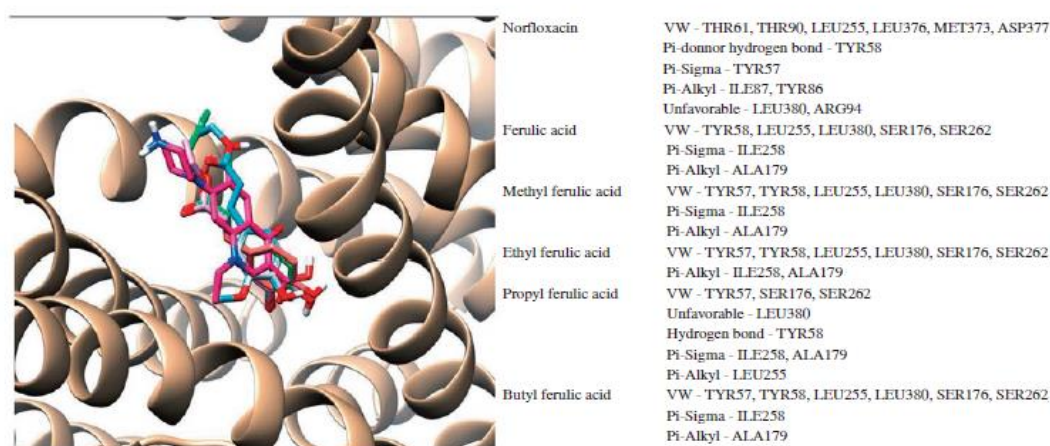 Norfloxacin VW - THR61, THR90, LEU255, LEU376, MET373, ASP377
Pi-donnor hydrogen bond - TYR58
Pi-Sigma - TYR57
Pi-Alkyl - ILE87, TYR86
Unfavorable - LEU380, ARG94
Ferulic acid VW - TYR58, LEU255, LEU380, SER176, SER262
Pi-Sigma - ILE258
Pi-Alkyl - ALA179
Methyl ferulic acid VW - TYR57, TYR58, LEU255, LEU380, SER176, SER262
Pi-Sigma - ILE258
Pi-Alkyl - ALA179
Ethyl ferulic acid VW - TYR57, TYR58, LEU255, LEU380, SER176, SER262
Pi-Alkyl - ILE258, ALA179
Propyl ferulic acid VW - TYR57, SER176, SER262
Unfavorable - LEU380
Hydrogen bond - TYR58
Pi-Sigma - ILE258, ALA179
Pi-Alkyl - LEU255
Butyl ferulic acid VW - TYR57, TYR58, LEU255, LEU380, SER176, SER262
Pi-Sigma - ILE258
Pi-Alkyl - ALA179